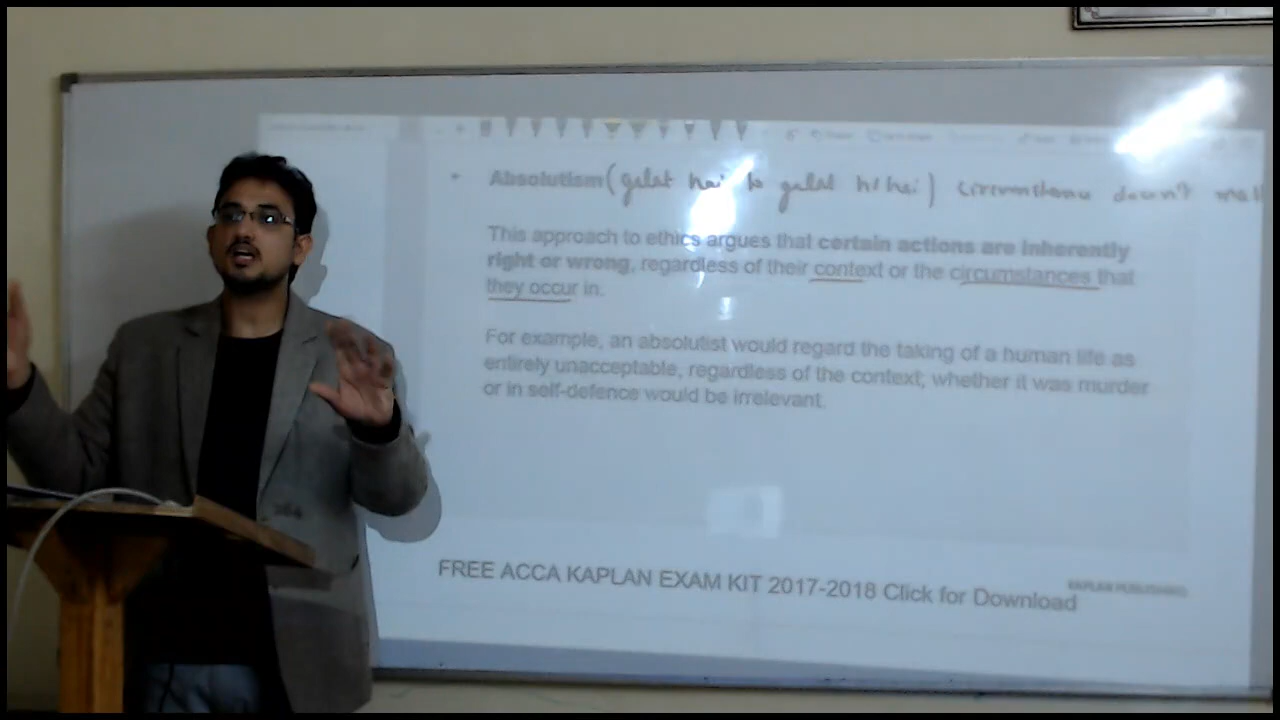 Absolutism (galat hai to galat hi hai) circumstance doesn't
This approach to ethics argues that certain actions are inherently
right or wrong, regardless of their context or the circumstances that
they occur in.
For example, an absolutist would regard the taking of a human life as
entirely unacceptable, regardless of the context; whether it was murder
or in self-defence would be irrelevant.
KAPLAN PUBLISHING
FREE ACCA KAPLAN EXAM KIT 2017-2018 Click for Download